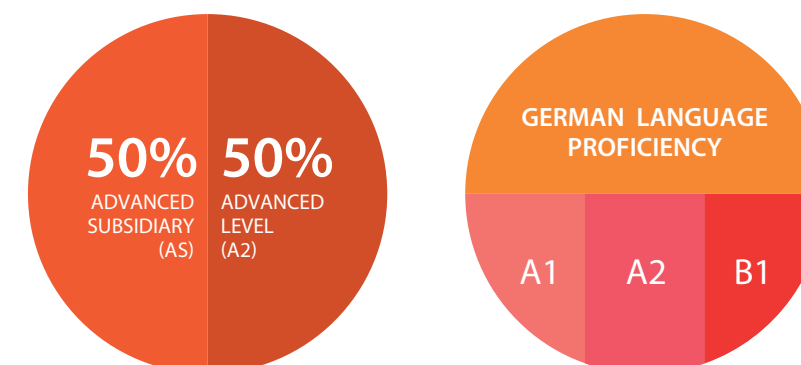 50%
ADVANCED
SUBSIDIARY
(AS)
50%
ADVANCED
LEVEL
(A2)
GERMAN LANGUAGE
PROFICIENCY
A1
A2
B1